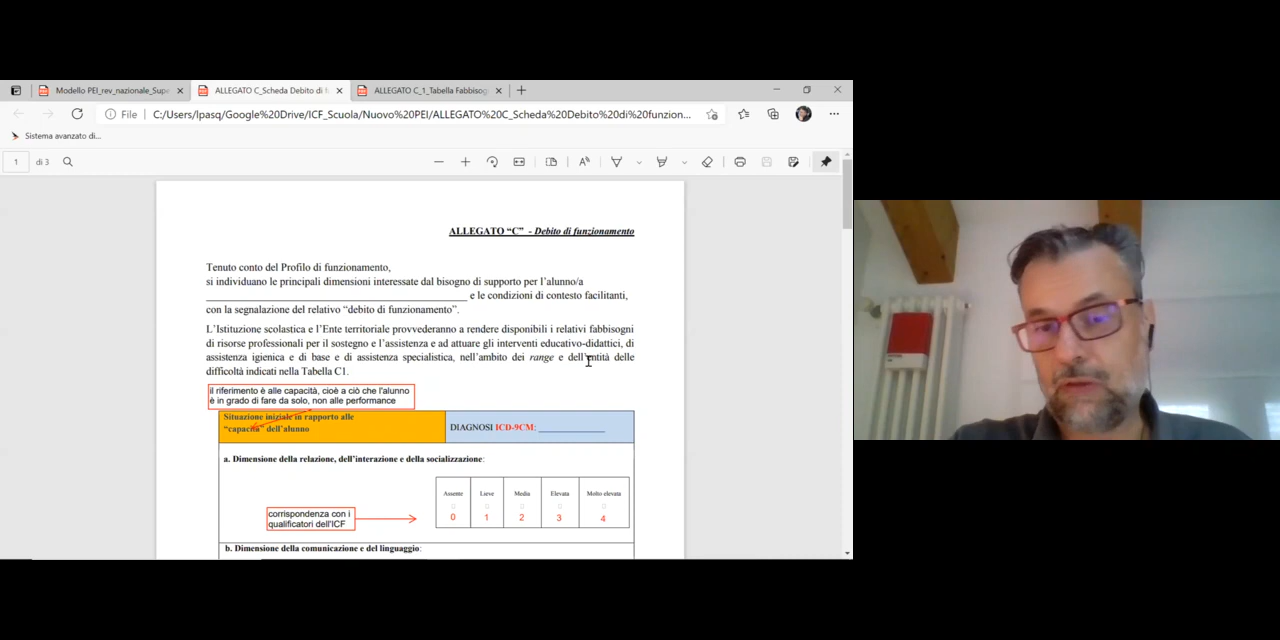 Modello PEI_rev_nazionale_Supe
ALLEGATO C_Scheda Debito di f
ALLEGATO C_1_Tabella Fabbisog
File
C:/Users/lpasq/Google%20Drive/ICF_Scuola/Nuovo%20PEI/ALLEGATO%20C_Scheda%20Debito%20di%20funzion...
Sistema avanzato di...
1 di 3
ALLEGATO “C” - Debito di funzionamento
Tenuto conto del Profilo di funzionamento,
si individuano le principali dimensioni interessate dal bisogno di supporto per l’alunno/a
e le condizioni di contesto facilitanti,
con la segnalazione del relativo “debito di funzionamento”.
L’Istituzione scolastica e l’Ente territoriale provvederanno a rendere disponibili i relativi fabbisogni
di risorse professionali per il sostegno e l’assistenza e ad attuare gli interventi educativo-didattici, di
assistenza igienica e di base e di assistenza specialistica, nell’ambito dei range e dell’entità delle
difficoltà indicati nella Tabella C1.
il riferimento è alle capacità, cioè a ciò che l'alunno
è in grado di fare da solo, non alle performance
Situazione iniziale in rapporto alle
“capacità” dell’alunno
DIAGNOSI ICD-9CM: ______________
a. Dimensione della relazione, dell’interazione e della socializzazione:
Assente Lieve Media Elevata Molto elevata
0 1 2 3 4
corrispondenza con i
qualificatori dell'ICF
b. Dimensione della comunicazione e del linguaggio: